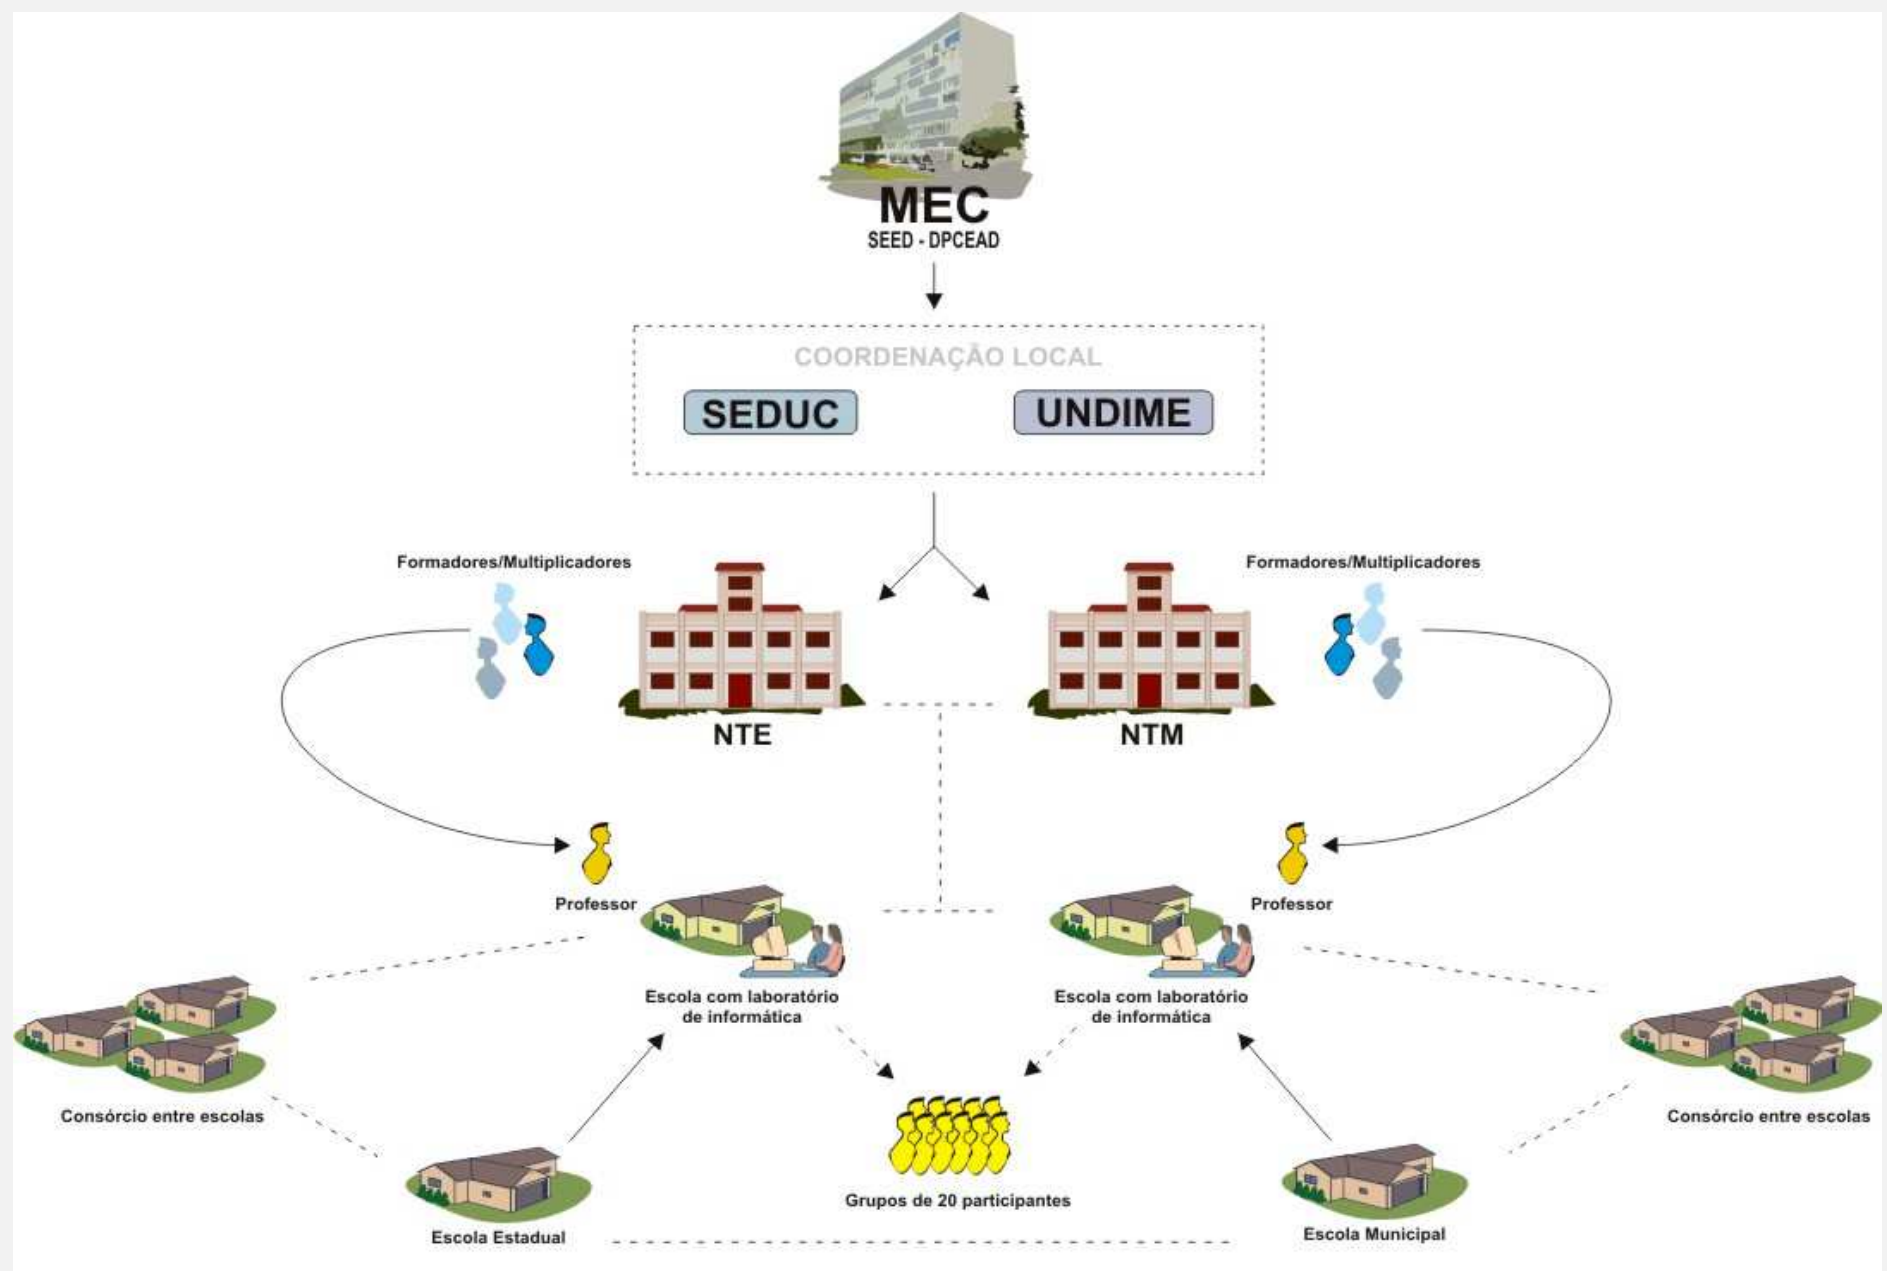 MEC
SEED - DPCEAD
COORDENAÇÃO LOCAL
SEDUC
UNDIME
Formadores/Multiplicadores
Formadores/Multiplicadores
NTE
NTM
Professor
Professor
Escola com laboratório
de informática
Escola com laboratório
de informática
Consórcio entre escolas
Consórcio entre escolas
Grupos de 20 participantes
Escola Estadual
Escola Municipal